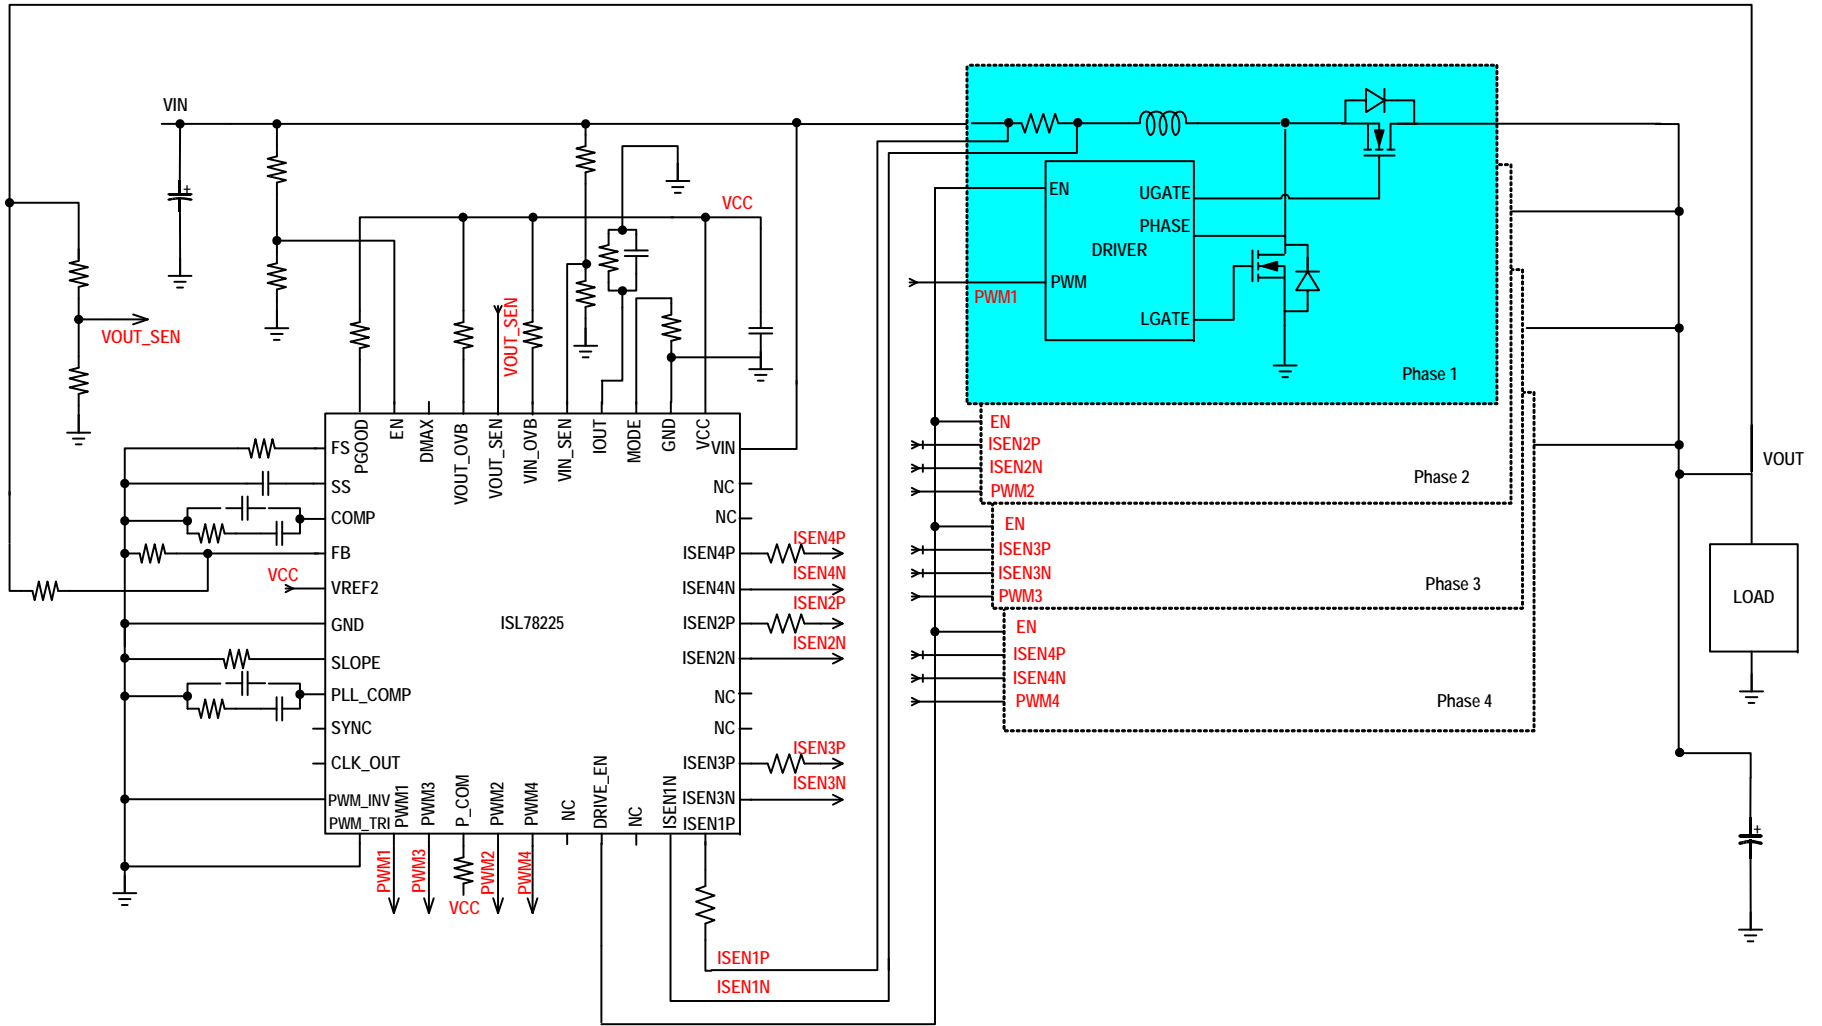 VIN
VCC
VOUT_SEN
VOUT_SEN
PGOOD
EN
DMAX
VOUT_OVB
VOUT_SEN
VIN_OVB
VIN_SEN
IOUT
MODE
GND
VCC
VIN
FS
SS
COMP
FB
VCC
VREF2
GND
SLOPE
PLL_COMP
SYNC
CLK_OUT
PWM_INV
PWM_TRI
ISL78225
NC
NC
ISEN4P
ISEN4P
ISEN4N
ISEN4N
ISEN2P
ISEN2P
ISEN2N
ISEN2N
NC
NC
ISEN3P
ISEN3P
ISEN3N
ISEN3N
ISEN1P
PWM1
PWM3
P_COM
PWM2
PWM4
NC
DRIVE_EN
NC
ISEN1N
PWM1
PWM3
VCC
PWM2
PWM4
ISEN1P
ISEN1N
EN
UGATE
PHASE
DRIVER
PWM
PWM1
LGATE
Phase 1
EN
ISEN2P
ISEN2N
PWM2
Phase 2
EN
ISEN3P
ISEN3N
PWM3
Phase 3
EN
ISEN4P
ISEN4N
PWM4
Phase 4
VOUT
LOAD
+
+